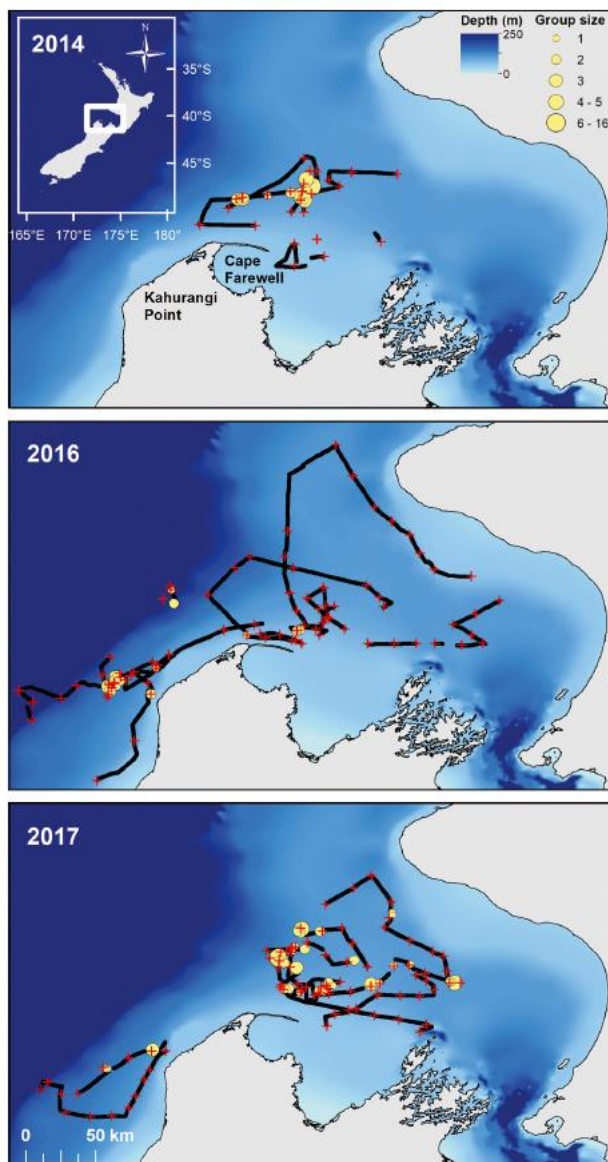 2014
N
Depth (m)
250
0
Group size
1
2
3
4 - 5
6 - 16
35°S
40°S
45°S
165°E 170°E 175°E 180°
Cape
Farewell
Kahurangi
Point
2016
2017
0 50 km